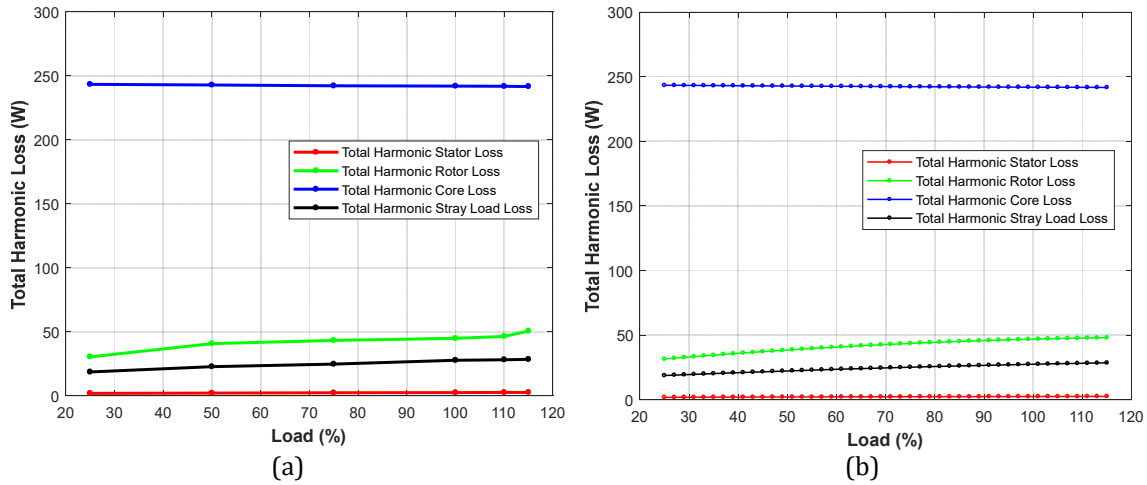 300
250
200
150
100
50
0
Total Harmonic Loss (W)
Total Harmonic Stator Loss
Total Harmonic Rotor Loss
Total Harmonic Core Loss
Total Harmonic Stray Load Loss
20 30 40 50 60 70 80 90 100 110 120
Load (%)
(a)
300
250
200
150
100
50
0
Total Harmonic Loss (W)
Total Harmonic Stator Loss
Total Harmonic Rotor Loss
Total Harmonic Core Loss
Total Harmonic Stray Load Loss
20 30 40 50 60 70 80 90 100 110 120
Load (%)
(b)